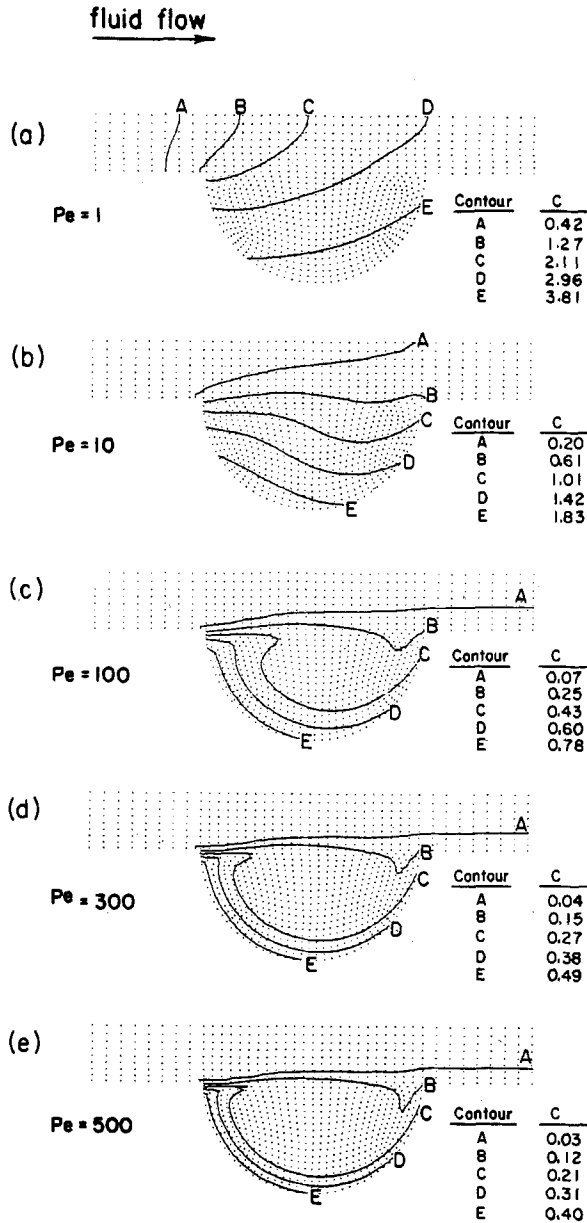 fluid flow
(a)
A B C D
E
Pe = 1
Contour C
A 0.42
B 1.27
C 2.11
D 2.96
E 3.81
(b)
A
B
C
D
E
Pe = 10
Contour C
A 0.20
B 0.61
C 1.01
D 1.42
E 1.83
(c)
A
B
C
D
E
Pe = 100
Contour C
A 0.07
B 0.25
C 0.43
D 0.60
E 0.78
(d)
A
B
C
D
E
Pe = 300
Contour C
A 0.04
B 0.15
C 0.27
D 0.38
E 0.49
(e)
A
B
C
D
E
Pe = 500
Contour C
A 0.03
B 0.12
C 0.21
D 0.31
E 0.40